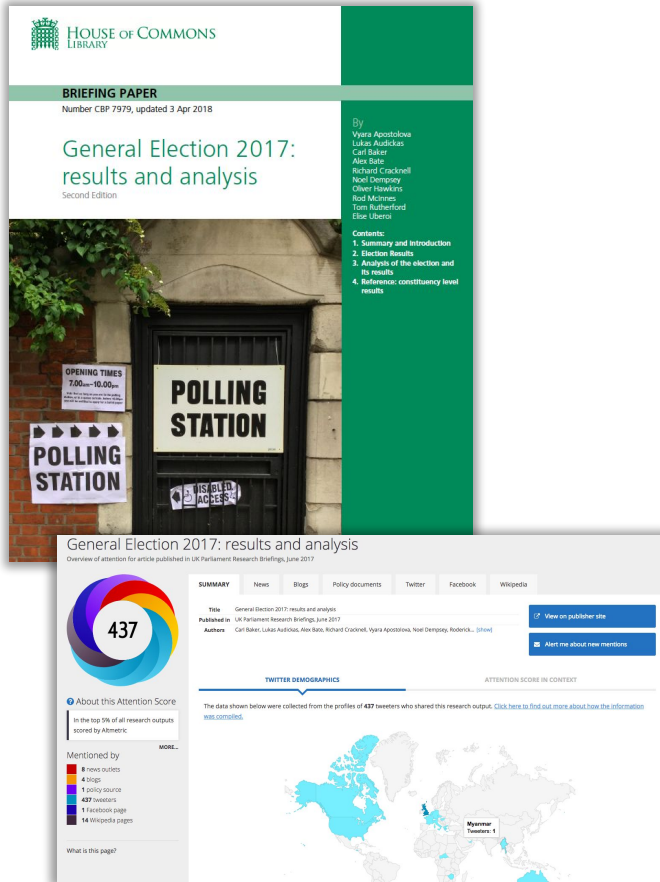 HOUSE OF COMMONS
LIBRARY
BRIEFING PAPER
Number CBP 7979, updated 3 Apr 2018
General Election 2017:
results and analysis
Second Edition
By
Vyara Apostolova
Lukas Audickas
Carl Baker
Alex Bate
Richard Cracknell
Noel Dempsey
Oliver Hawkins
Rod McInnes
Tom Rutherford
Elise Uberoi
Contents:
1. Summary and introduction
2. Election Results
3. Analysis of the election and
its results
4. Reference: constituency level
results
OPENING TIMES
7.00am–10.00pm
POLLING
STATION
POLLING
STATION
DISABLED
ACCESS
General Election 2017: results and analysis
Overview of attention for article published in UK Parliament Research Briefings, June 2017
437
SUMMARY News Blogs Policy documents Twitter Facebook Wikipedia
Title General Election 2017: results and analysis
Published in UK Parliament Research Briefings, June 2017
Authors Carl Baker, Lukas Audickas, Alex Bate, Richard Cracknell, Vyara Apostolova, Noel Dempsey, Roderick... [show]
View on publisher site
Alert me about new mentions
TWITTER DEMOGRAPHICS ATTENTION SCORE IN CONTEXT
The data shown below were collected from the profiles of 437 tweeters who shared this research output. Click here to find out more about how the information
was compiled.
About this Attention Score
In the top 5% of all research outputs
scored by Altmetric
MORE...
Mentioned by
8 news outlets
4 blogs
1 policy source
437 tweeters
1 Facebook page
14 Wikipedia pages
What is this page?
Myanmar
Tweeters: 1